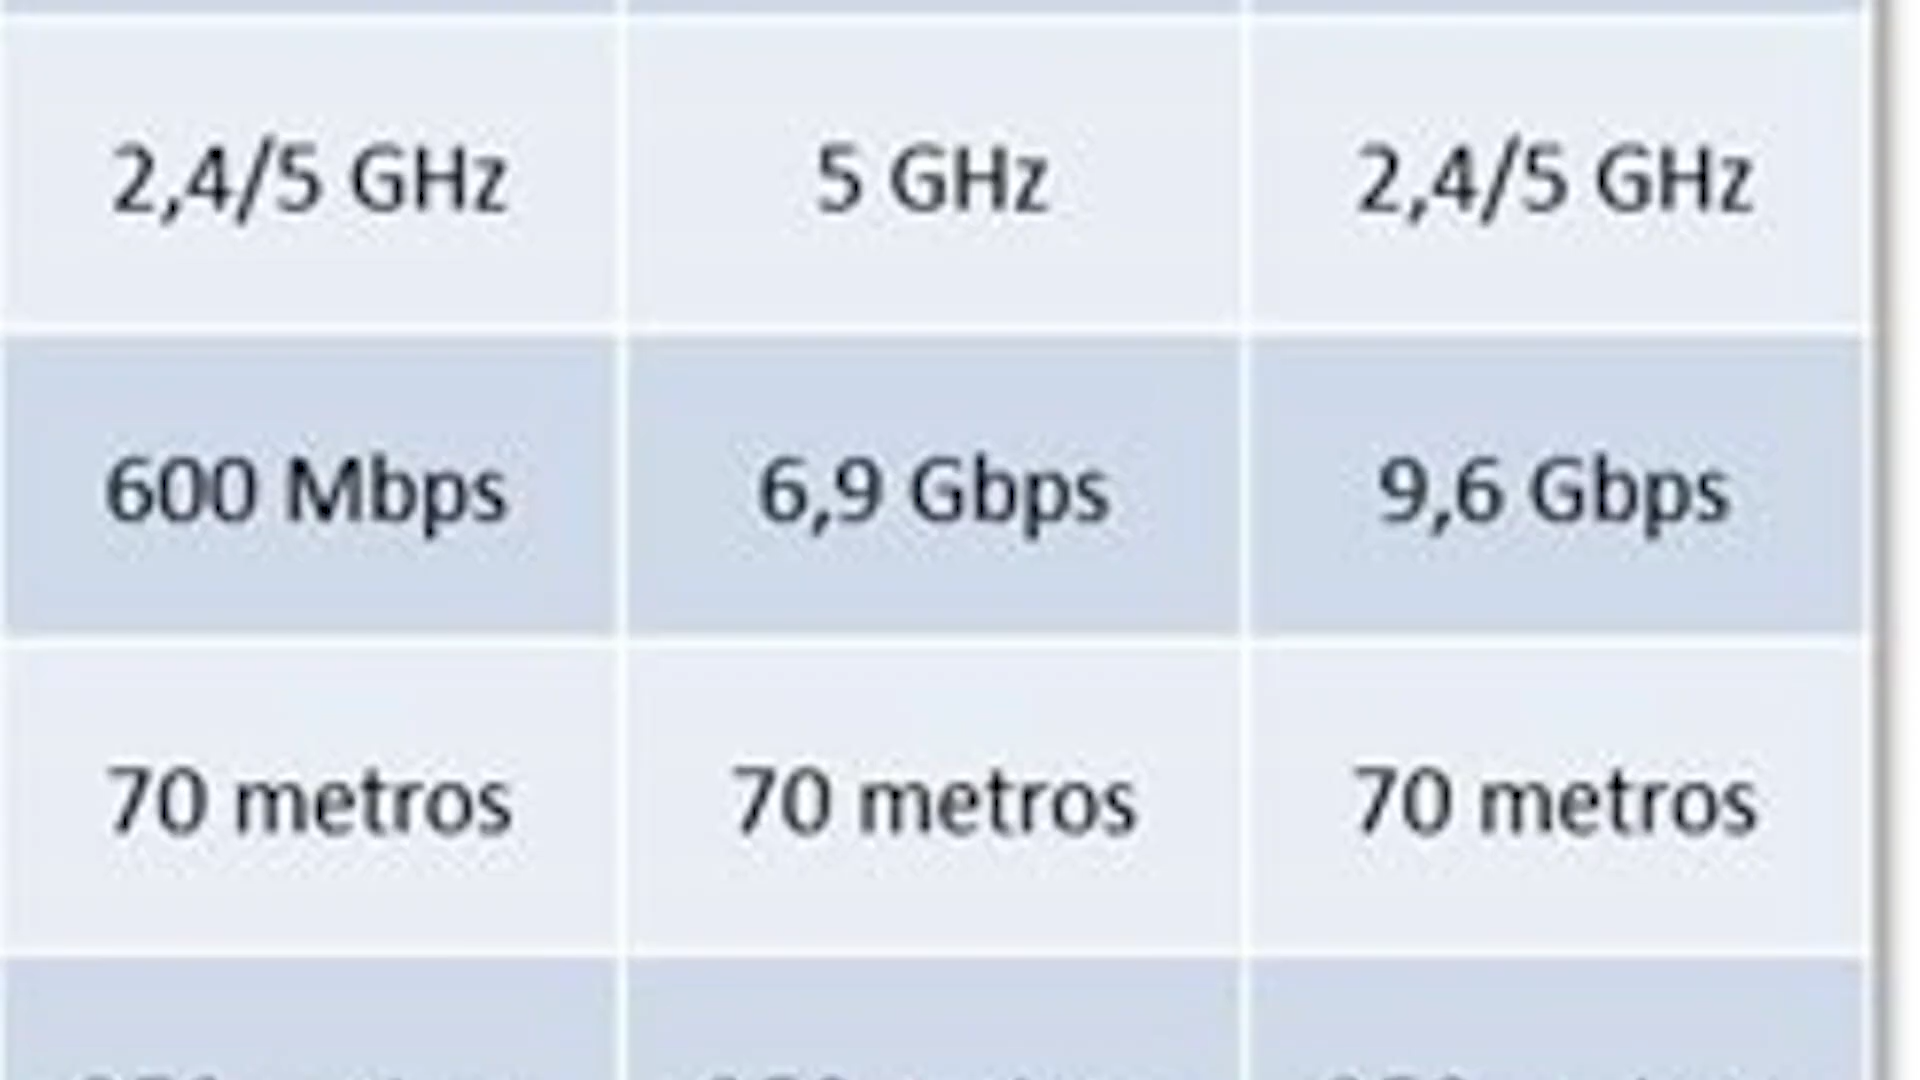 2,4/5 GHz 5 GHz 2,4/5 GHz
600 Mbps 6,9 Gbps 9,6 Gbps
70 metros 70 metros 70 metros